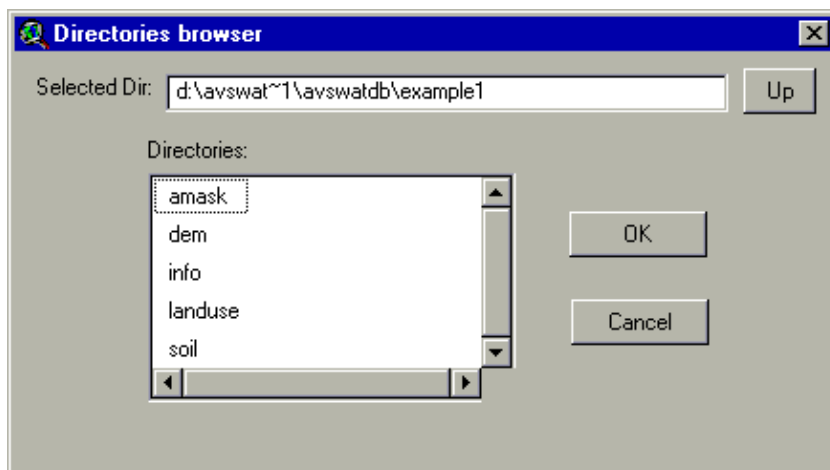 Directories browser
Selected Dir: d:\avswat~1\avswatdb\example1 Up
Directories:
amask
dem
info
landuse
soil
OK
Cancel